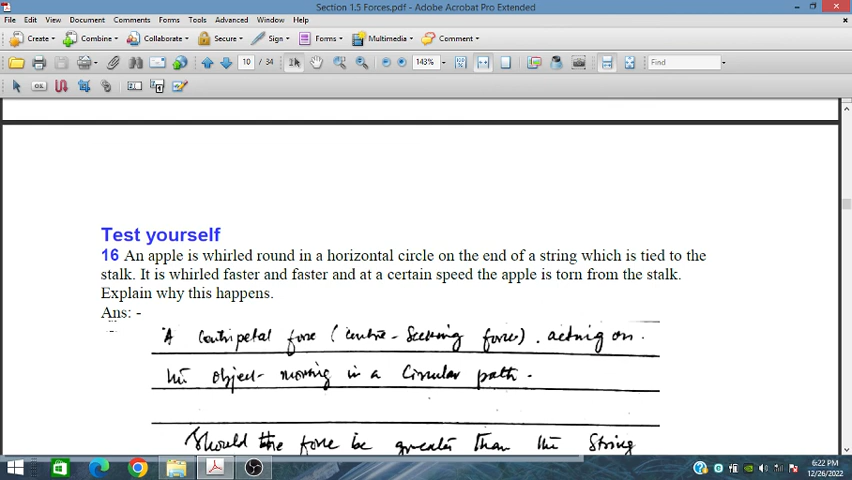 Section 1.5 Forces.pdf - Adobe Acrobat Pro Extended
File Edit View Document Comments Forms Tools Advanced Window Help
Create Combine Collaborate Secure Sign Forms Multimedia Comment
10 / 34 143% Find
Test yourself
16 An apple is whirled round in a horizontal circle on the end of a string which is tied to the
stalk. It is whirled faster and faster and at a certain speed the apple is torn from the stalk.
Explain why this happens.
Ans: -
A centripetal force (centre-seeking force). acting on.
the object moving in a circular path.
Should the force be greater than the string
6:22 PM
12/26/2022